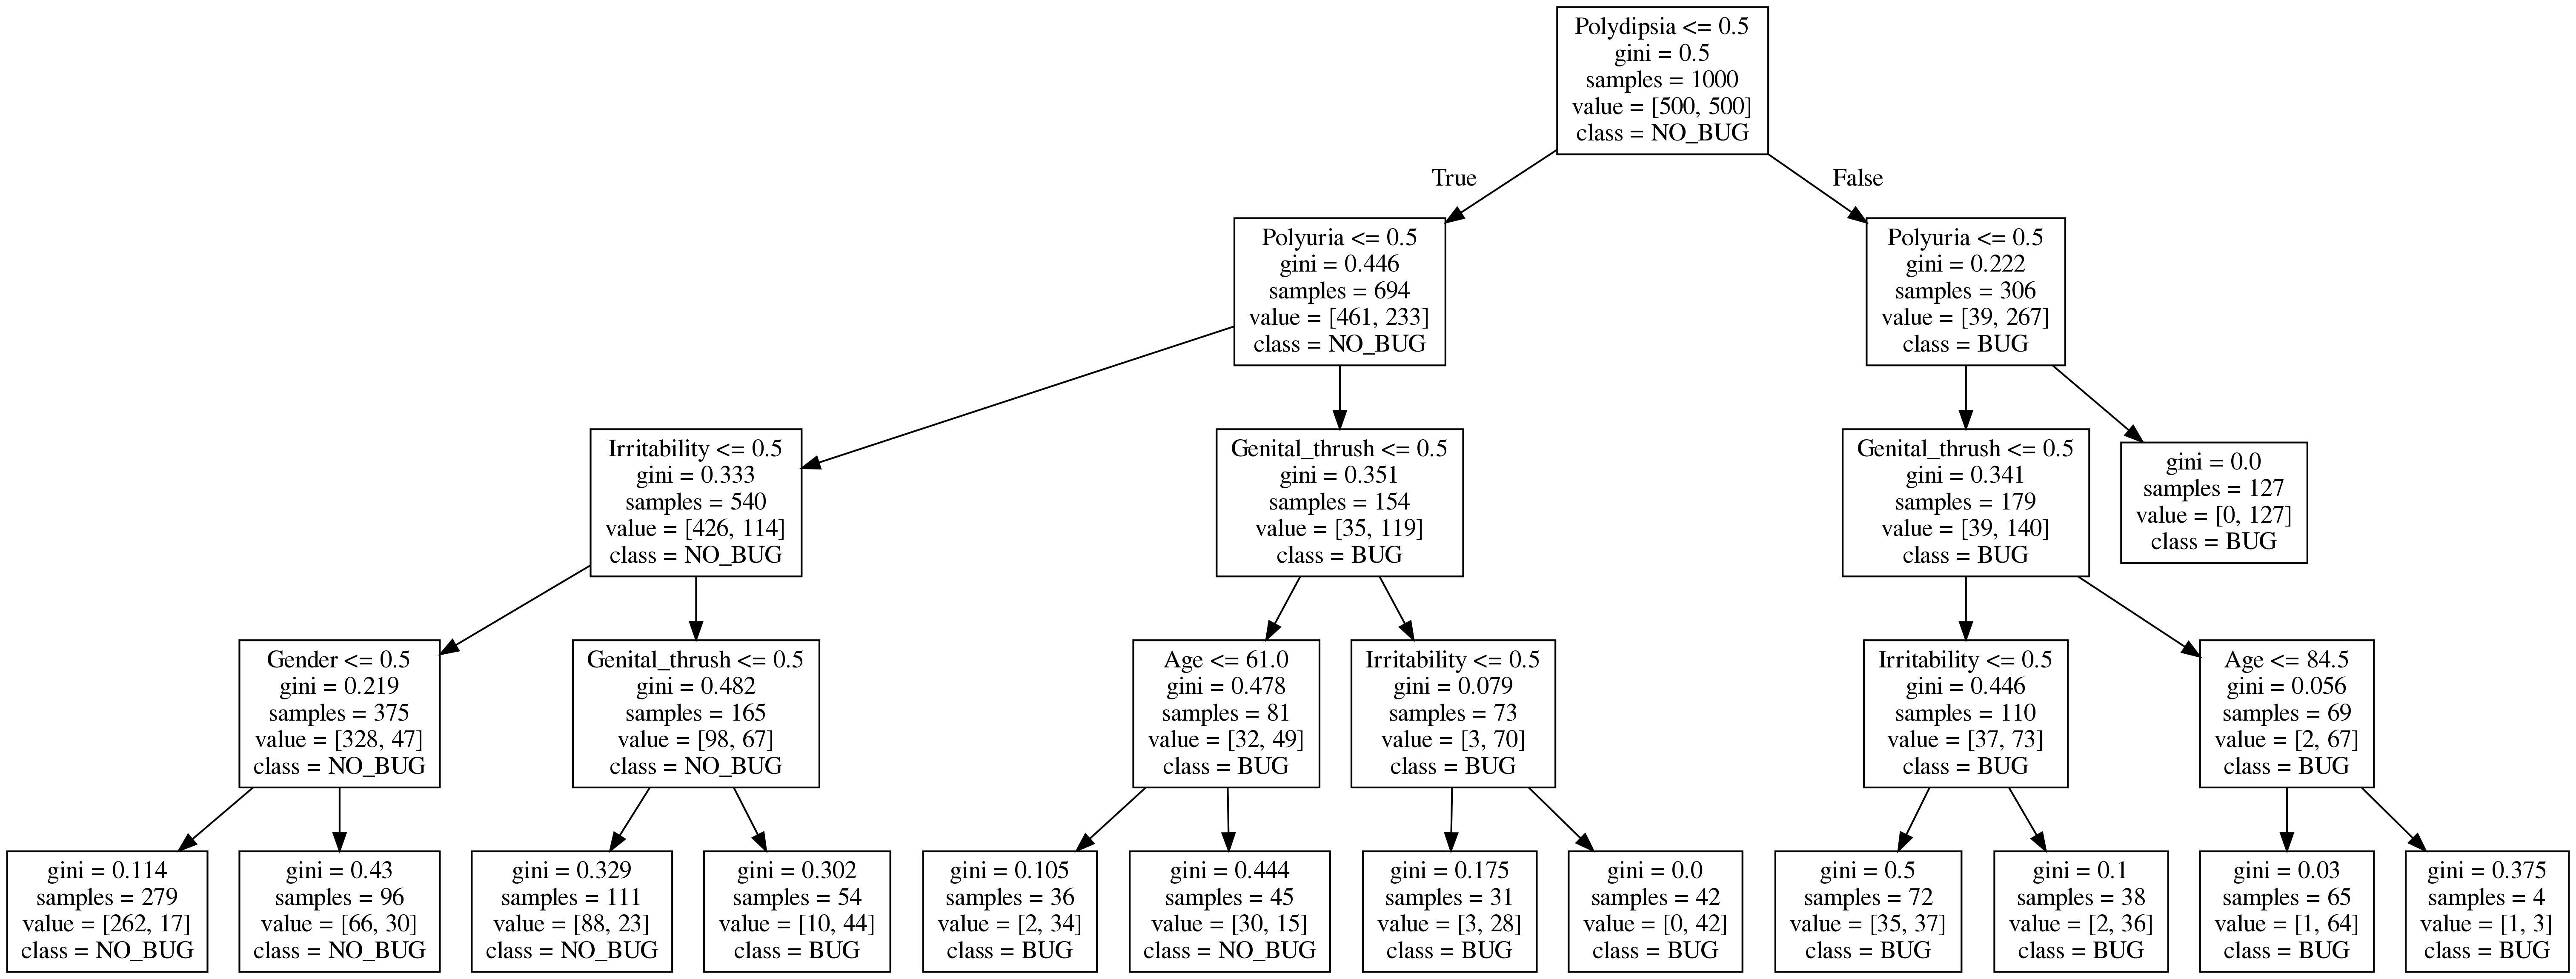 Polydipsia <= 0.5
gini = 0.5
samples = 1000
value = [500, 500]
class = NO_BUG
True
False
Polyuria <= 0.5
gini = 0.446
samples = 694
value = [461, 233]
class = NO_BUG
Polyuria <= 0.5
gini = 0.222
samples = 306
value = [39, 267]
class = BUG
Irritability <= 0.5
gini = 0.333
samples = 540
value = [426, 114]
class = NO_BUG
Genital_thrush <= 0.5
gini = 0.351
samples = 154
value = [35, 119]
class = BUG
Genital_thrush <= 0.5
gini = 0.341
samples = 179
value = [39, 140]
class = BUG
gini = 0.0
samples = 127
value = [0, 127]
class = BUG
Gender <= 0.5
gini = 0.219
samples = 375
value = [328, 47]
class = NO_BUG
Genital_thrush <= 0.5
gini = 0.482
samples = 165
value = [98, 67]
class = NO_BUG
Age <= 61.0
gini = 0.478
samples = 81
value = [32, 49]
class = BUG
Irritability <= 0.5
gini = 0.079
samples = 73
value = [3, 70]
class = BUG
Irritability <= 0.5
gini = 0.446
samples = 110
value = [37, 73]
class = BUG
Age <= 84.5
gini = 0.056
samples = 69
value = [2, 67]
class = BUG
gini = 0.114
samples = 279
value = [262, 17]
class = NO_BUG
gini = 0.43
samples = 96
value = [66, 30]
class = NO_BUG
gini = 0.329
samples = 111
value = [88, 23]
class = NO_BUG
gini = 0.302
samples = 54
value = [10, 44]
class = BUG
gini = 0.105
samples = 36
value = [2, 34]
class = BUG
gini = 0.444
samples = 45
value = [30, 15]
class = NO_BUG
gini = 0.175
samples = 31
value = [3, 28]
class = BUG
gini = 0.0
samples = 42
value = [0, 42]
class = BUG
gini = 0.5
samples = 72
value = [35, 37]
class = BUG
gini = 0.1
samples = 38
value = [2, 36]
class = BUG
gini = 0.03
samples = 65
value = [1, 64]
class = BUG
gini = 0.375
samples = 4
value = [1, 3]
class = BUG